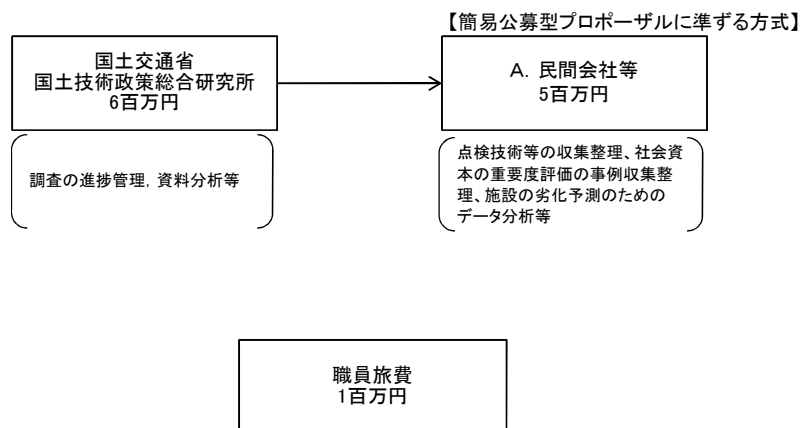 【簡易公募型プロポーザルに準ずる方式】
国土交通省
国土技術政策総合研究所
6百万円
A．民間会社等
5百万円
調査の進捗管理，資料分析等
点検技術等の収集整理、社会資
本の重要度評価の事例収集整
理、施設の劣化予測のための
データ分析等
職員旅費
1百万円